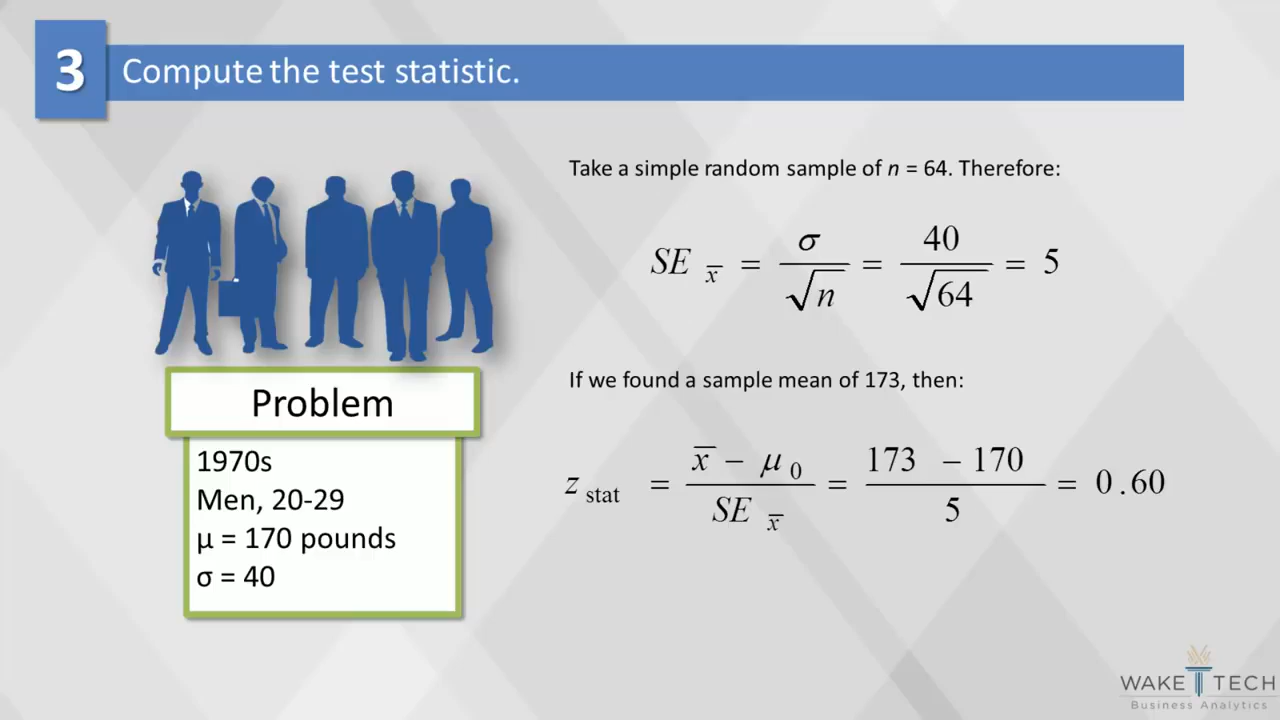 3 Compute the test statistic.
Take a simple random sample of n = 64. Therefore:
SE x̅ = σ / √n = 40 / √64 = 5
If we found a sample mean of 173, then:
z stat = x̅ − μ 0 / SE x̅ = 173 − 170 / 5 = 0.60
Problem
1970s
Men, 20-29
μ = 170 pounds
σ = 40
WAKE TECH
Business Analytics